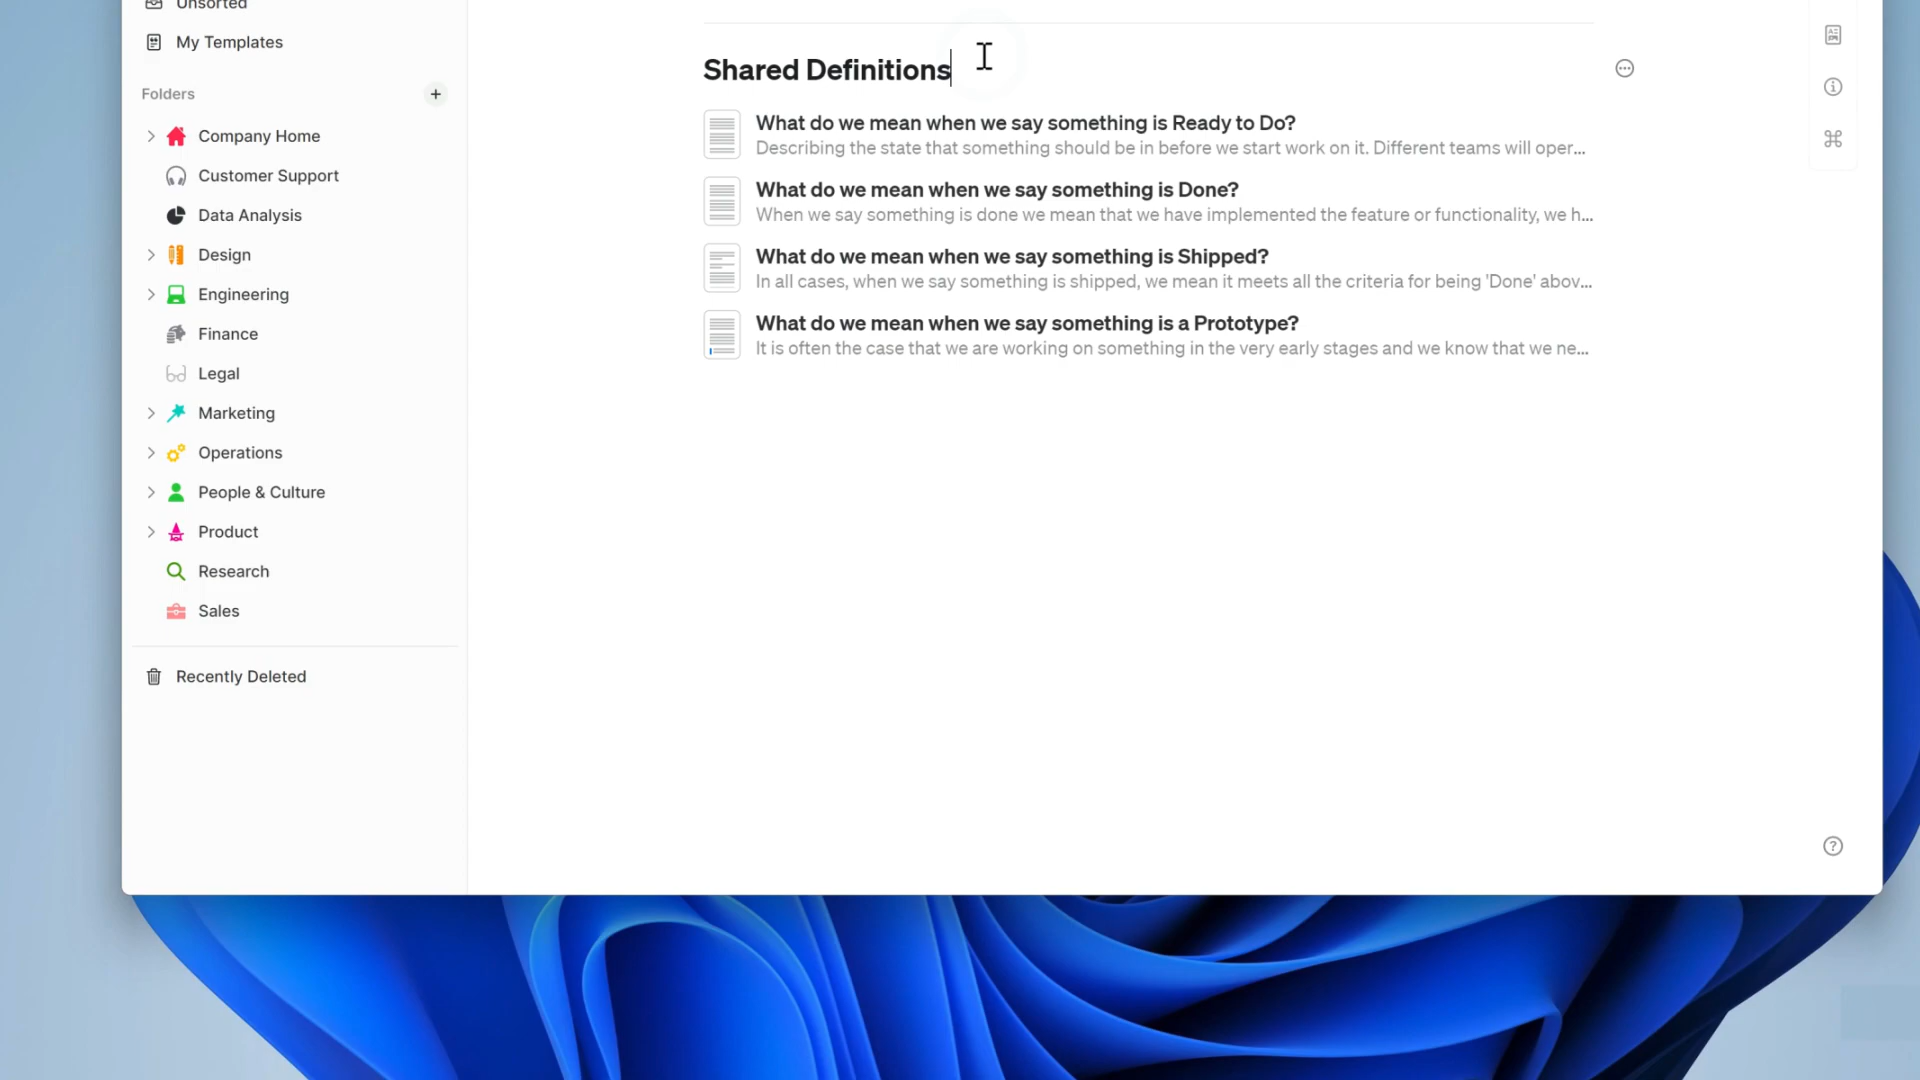 Unsorted
My Templates
Folders
Company Home
Customer Support
Data Analysis
Design
Engineering
Finance
Legal
Marketing
Operations
People & Culture
Product
Research
Sales
Recently Deleted
Shared Definitions
What do we mean when we say something is Ready to Do?
Describing the state that something should be in before we start work on it. Different teams will oper...
What do we mean when we say something is Done?
When we say something is done we mean that we have implemented the feature or functionality, we h...
What do we mean when we say something is Shipped?
In all cases, when we say something is shipped, we mean it meets all the criteria for being 'Done' abov...
What do we mean when we say something is a Prototype?
It is often the case that we are working on something in the very early stages and we know that we ne...